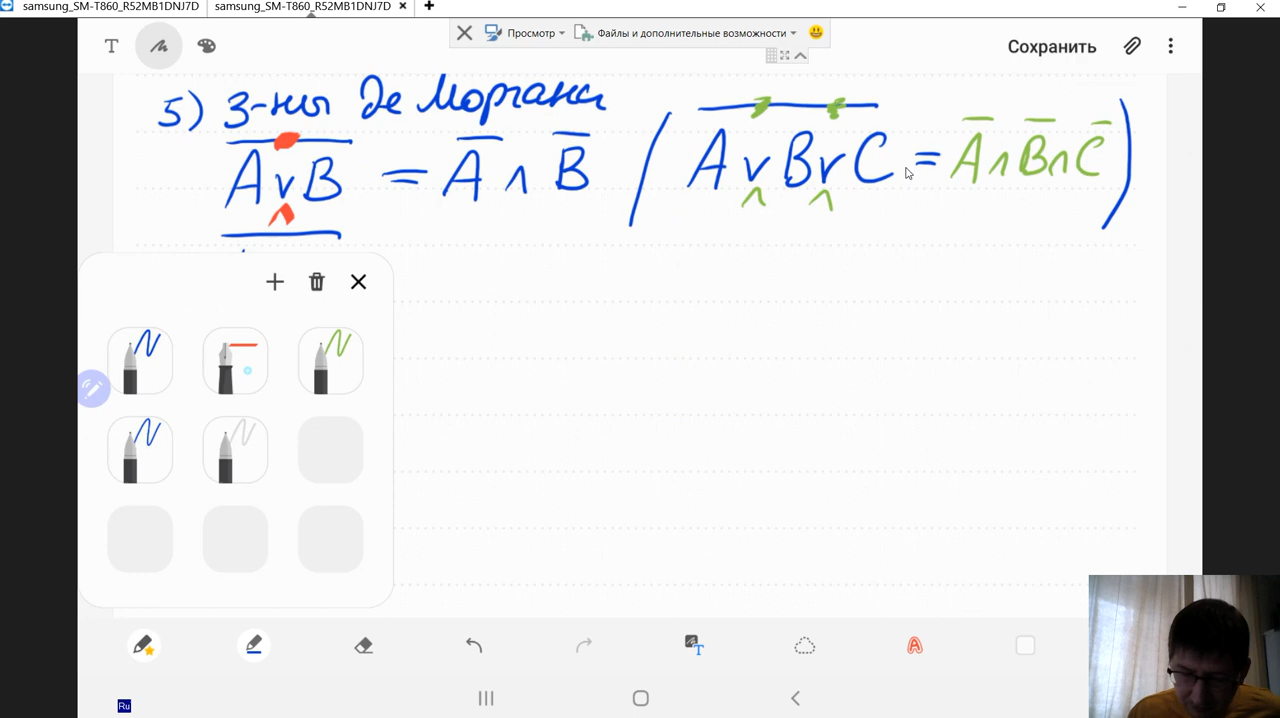 samsung_SM-T860_R52MB1DNJ7D samsung_SM-T860_R52MB1DNJ7D
Просмотр Файлы и дополнительные возможности
T Сохранить
5) З-ны де Моргана
A̅ ̅v̅ ̅B̅ = A̅ ∧ B̅ ( A̅ ̅v̅ ̅B̅ ̅v̅ ̅C̅ = A̅ ∧ B̅ ∧ C̅ )
∧ ∧ ∧
T A
Ru